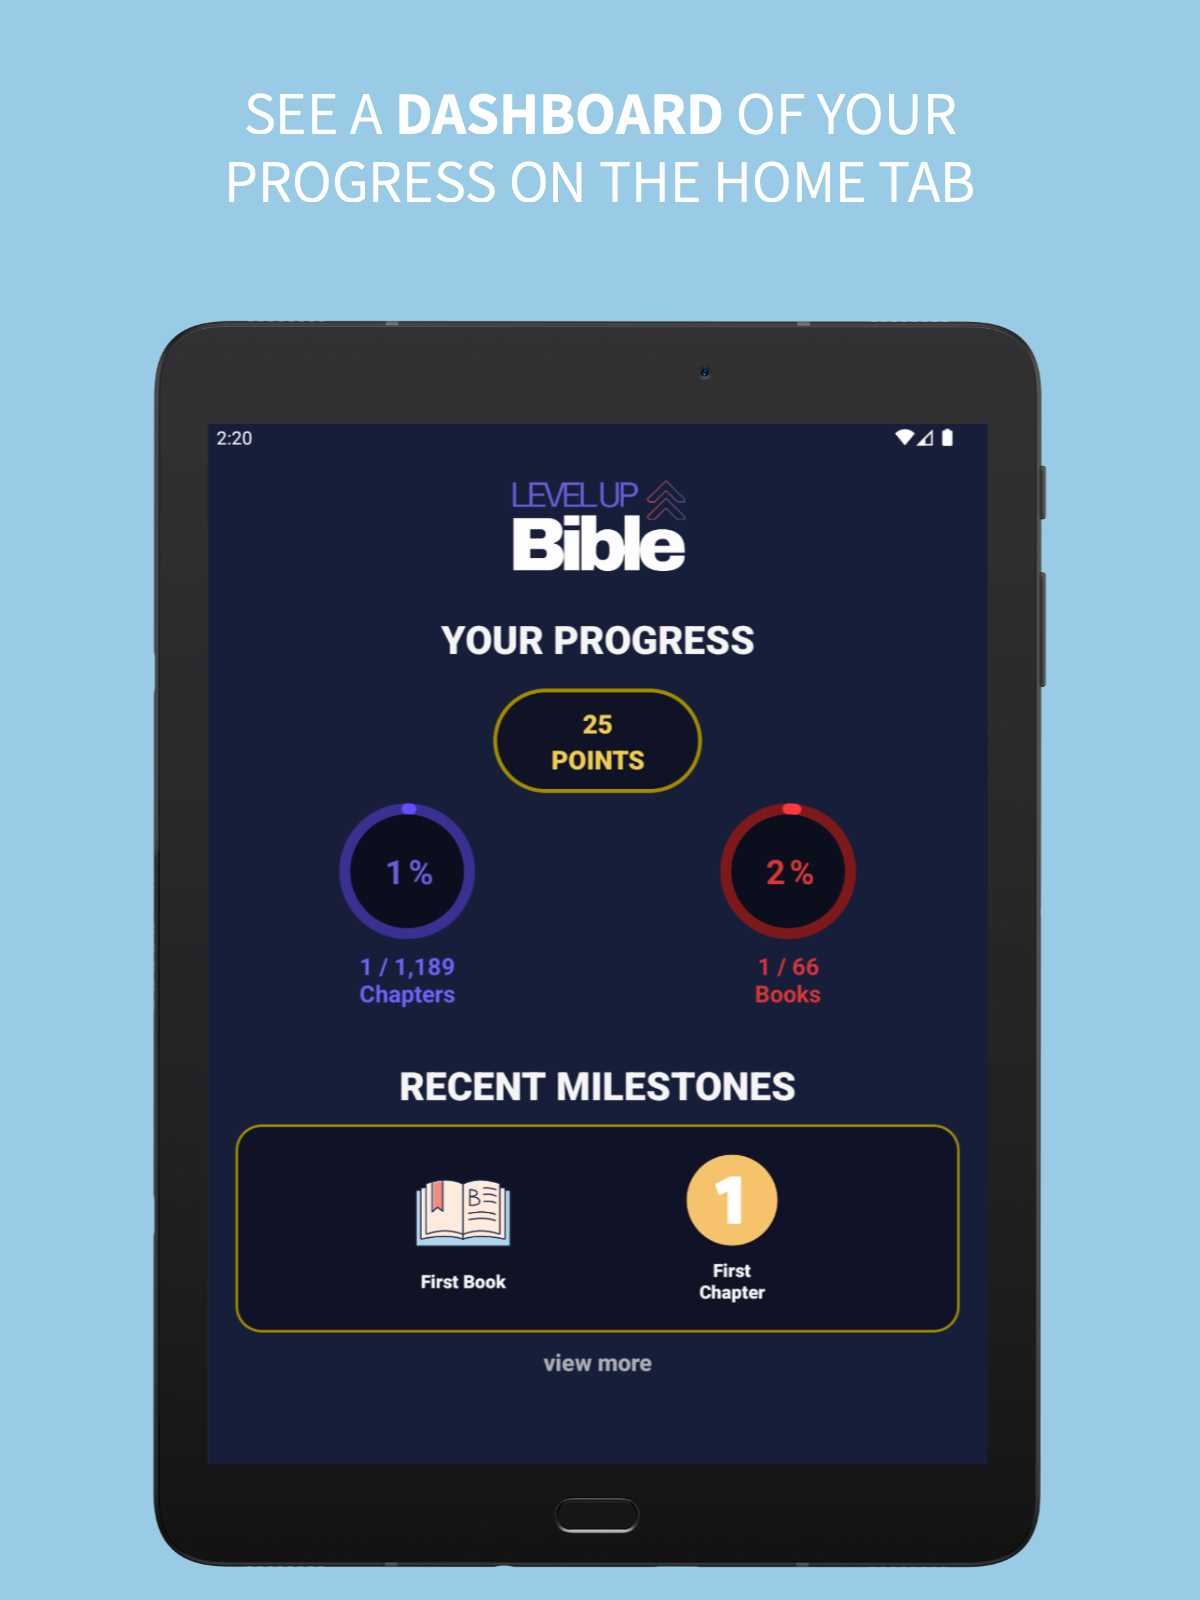 SEE A DASHBOARD OF YOUR
PROGRESS ON THE HOME TAB
2:20
LEVEL UP
Bible
YOUR PROGRESS
25
POINTS
1 %
2 %
1 / 1,189
Chapters
1 / 66
Books
RECENT MILESTONES
B
1
First Book
First
Chapter
view more